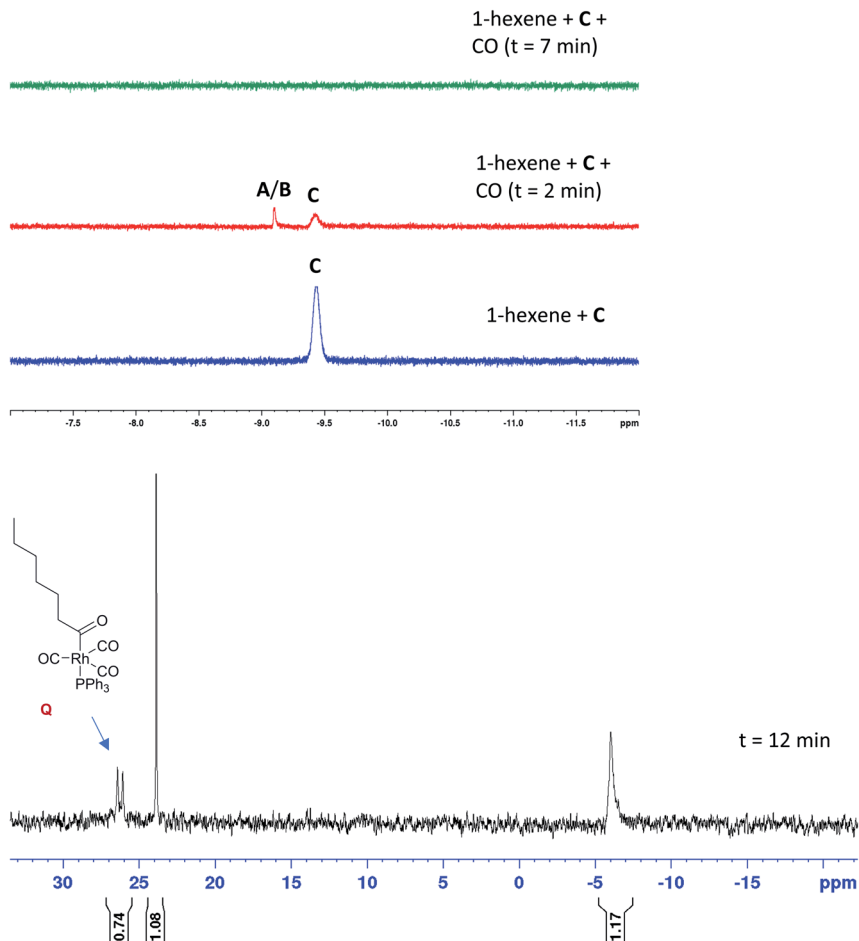 1-hexene + C +
CO (t = 7 min)
1-hexene + C +
CO (t = 2 min)
A/B
C
C
1-hexene + C
-7.5 -8.0 -8.5 -9.0 -9.5 -10.0 -10.5 -11.0 -11.5 ppm
O
CO
OC Rh
CO
PPh3
Q
t = 12 min
30 25 20 15 10 5 0 -5 -10 -15 ppm
0.74 1.08 1.17